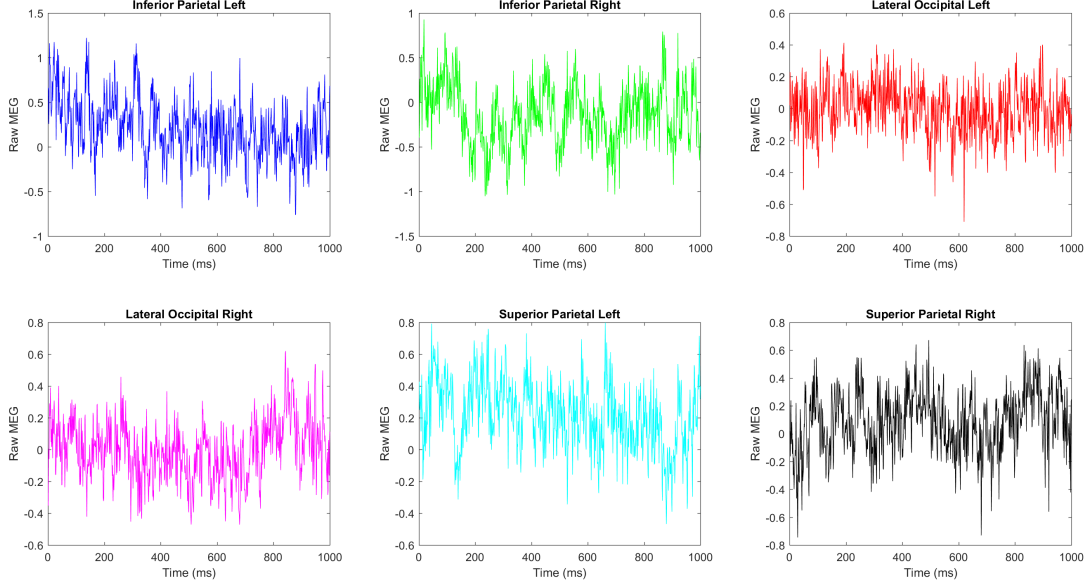 Inferior Parietal Left
1.5
1
0.5
0
-0.5
-1
Raw MEG
0 200 400 600 800 1000
Time (ms)
Inferior Parietal Right
1
0.5
0
-0.5
-1
-1.5
Raw MEG
0 200 400 600 800 1000
Time (ms)
Lateral Occipital Left
0.6
0.4
0.2
0
-0.2
-0.4
-0.6
-0.8
Raw MEG
0 200 400 600 800 1000
Time (ms)
Lateral Occipital Right
0.8
0.6
0.4
0.2
0
-0.2
-0.4
-0.6
Raw MEG
0 200 400 600 800 1000
Time (ms)
Superior Parietal Left
0.8
0.6
0.4
0.2
0
-0.2
-0.4
-0.6
Raw MEG
0 200 400 600 800 1000
Time (ms)
Superior Parietal Right
0.8
0.6
0.4
0.2
0
-0.2
-0.4
-0.6
-0.8
Raw MEG
0 200 400 600 800 1000
Time (ms)